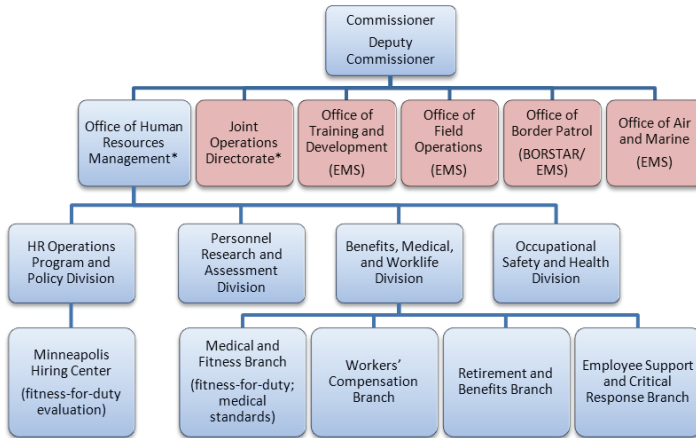 Commissioner
Deputy
Commissioner
Office of Human
Resources
Management*
Joint
Operations
Directorate*
Office of
Training and
Development
(EMS)
Office of
Field
Operations
(EMS)
Office of
Border Patrol
(BORSTAR/
EMS)
Office of Air
and Marine
(EMS)
HR Operations
Program and
Policy Division
Personnel
Research and
Assessment
Division
Benefits, Medical,
and Worklife
Division
Occupational
Safety and Health
Division
Minneapolis
Hiring Center
(fitness-for-duty
evaluation)
Medical and
Fitness Branch
(fitness-for-duty;
medical
standards)
Workers’
Compensation
Branch
Retirement and
Benefits Branch
Employee Support
and Critical
Response Branch